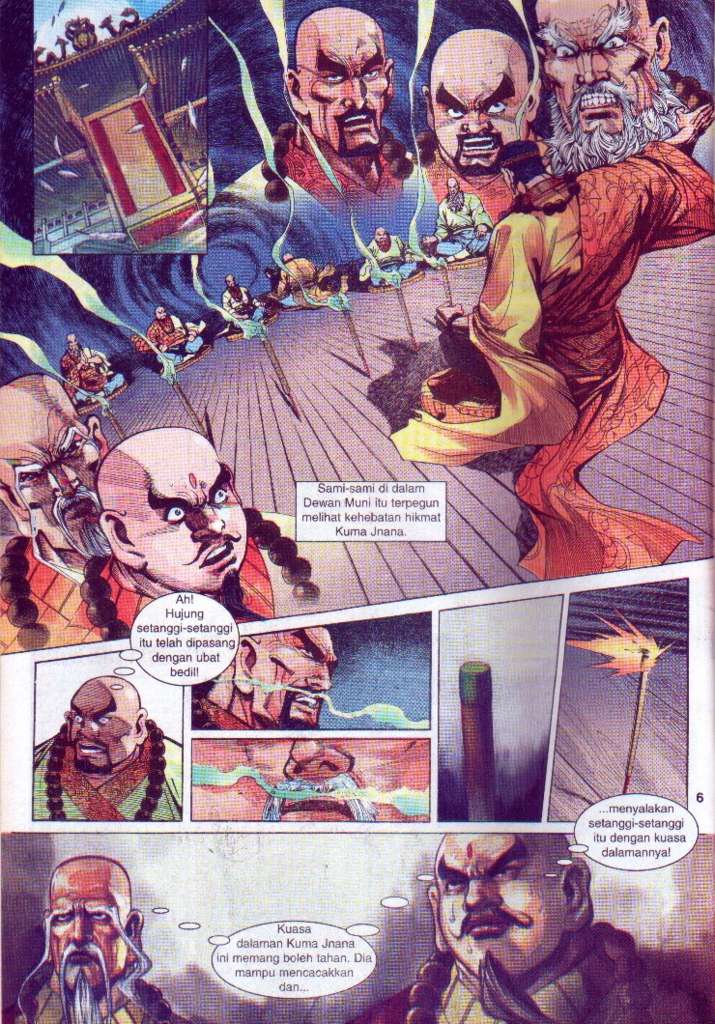 Sami-sami di dalam
Dewan Muni itu terpegun
melihat kehebatan hikmat
Kuma Jnana.
Ah!
Hujung
setanggi-setanggi
itu telah dipasang
dengan ubat
bedil!
6
...menyalakan
setanggi-setanggi
itu dengan kuasa
dalamannya!
Kuasa
dalaman Kuma Jnana
ini memang boleh tahan. Dia
mampu mencacakkan
dan...